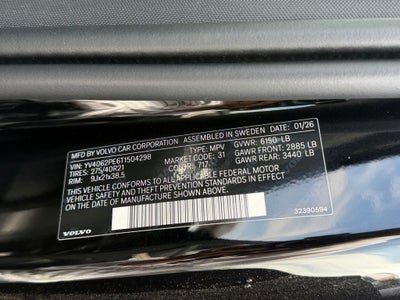 MFD BY VOLVO CAR CORPORATION ASSEMBLED IN SWEDEN DATE: 01/26
VIN: YV4062PE6T1504298 TYPE: MPV GVWR: 6150 LB
TIRES: 275/40R21 MARKET CODE: 31 GAWR FRONT: 2885 LB
RIM: 9Jx21x38,5 COLOR: 717 GAWR REAR: 3440 LB
THIS VEHICLE CONFORMS TO ALL APPLICABLE FEDERAL MOTOR
VEHICLE SAFETY AND THEFT PREVENTION STANDARDS IN
EFFECT ON THE DATE OF MANUFACTURE SHOWN ABOVE.
VOLVO 32390594